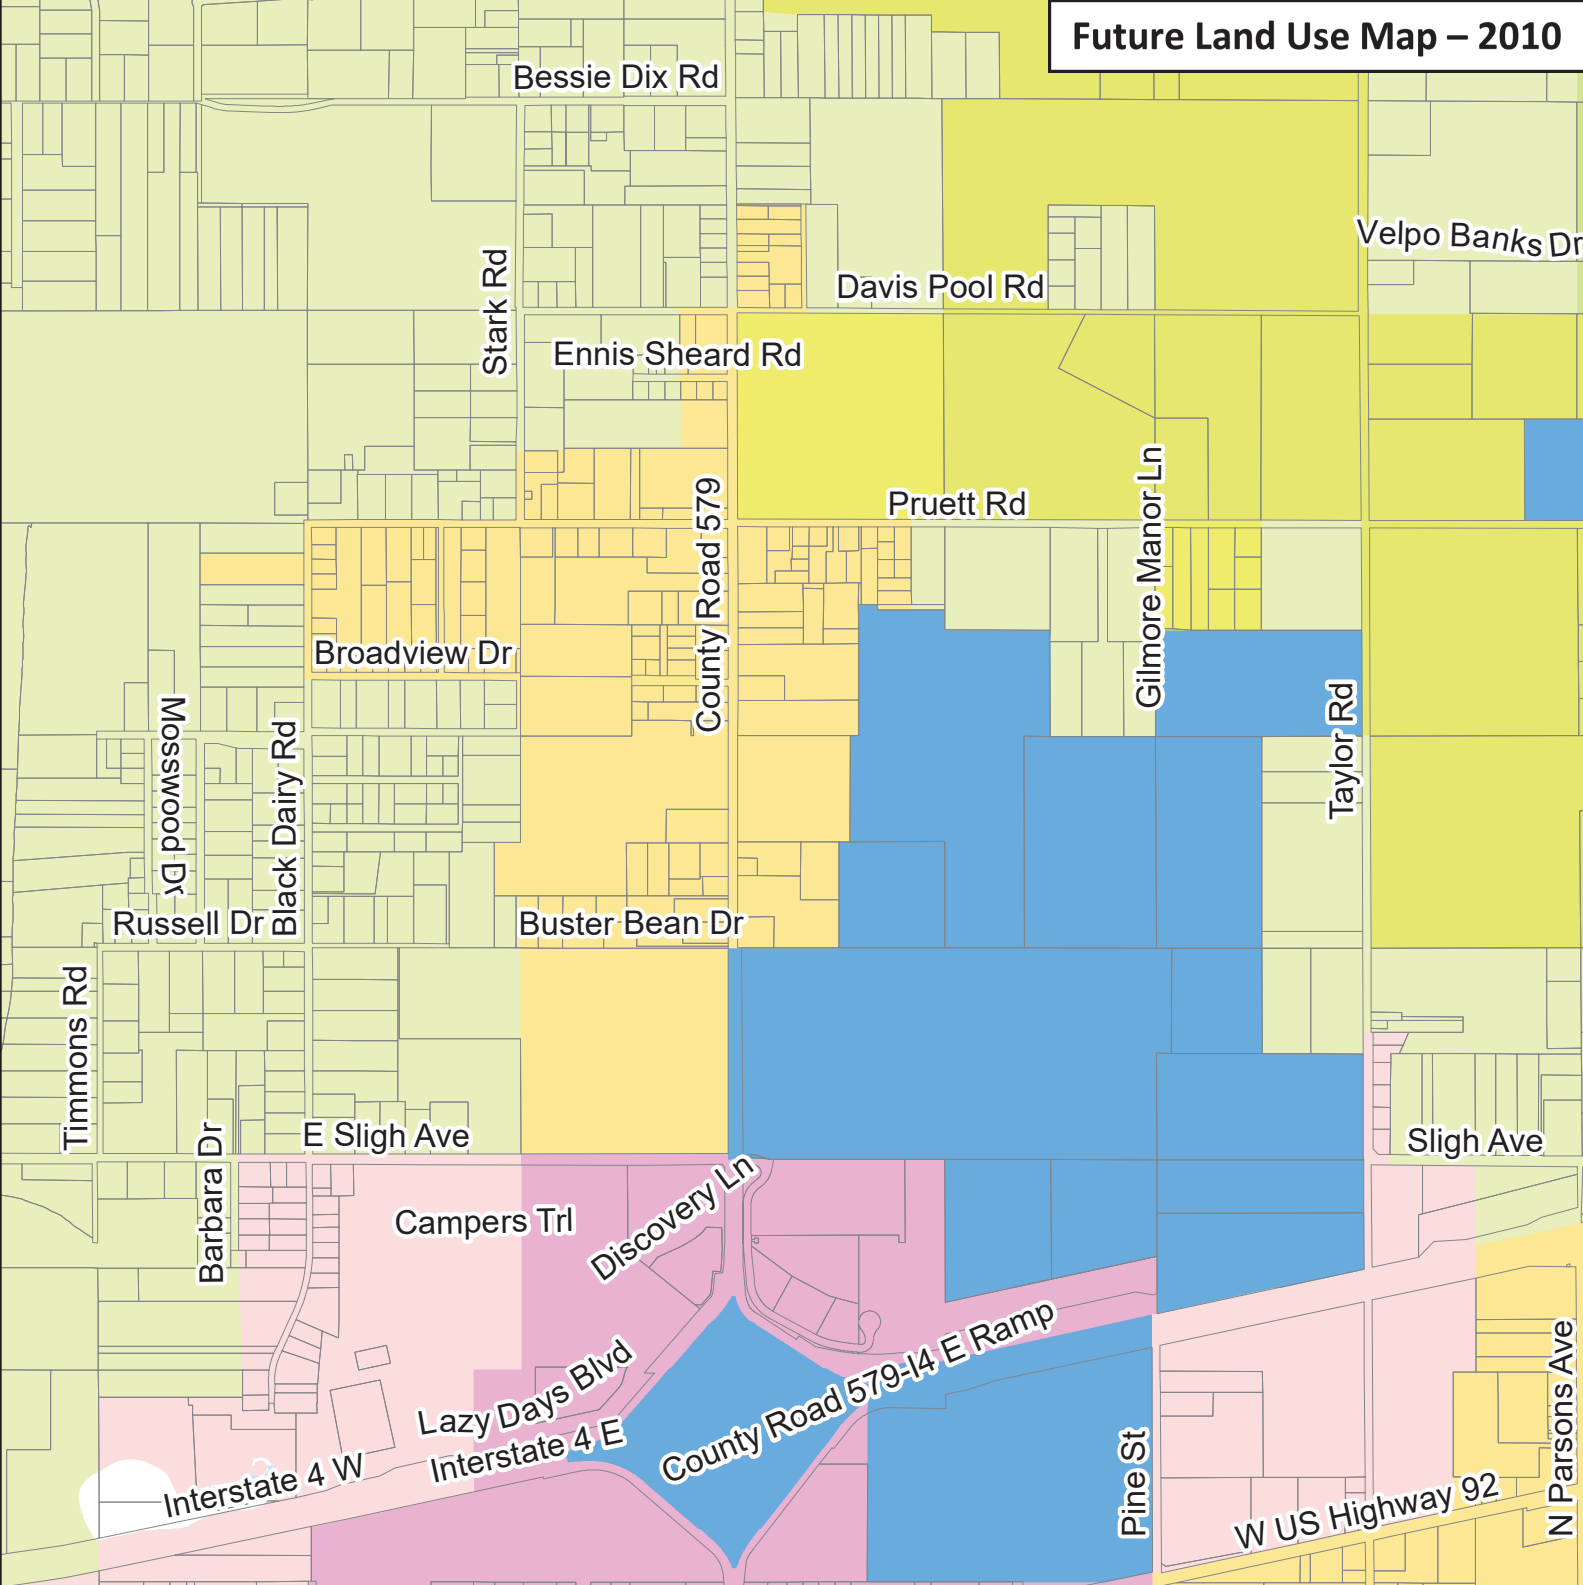 Future Land Use Map – 2010
Bessie Dix Rd
Velpo Banks Dr
Stark Rd
Davis Pool Rd
Ennis Sheard Rd
County Road 579
Pruett Rd
Gilmore Manor Ln
Broadview Dr
Mosswood Dr
Black Dairy Rd
Taylor Rd
Russell Dr
Buster Bean Dr
Timmons Rd
Barbara Dr
E Sligh Ave
Sligh Ave
Campers Trl
Discovery Ln
Lazy Days Blvd
County Road 579-I4 E Ramp
Interstate 4 E
Interstate 4 W
Pine St
W US Highway 92
N Parsons Ave